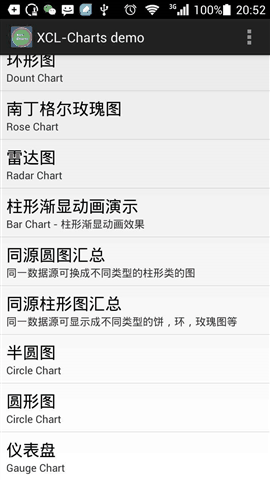 3G 100% 20:52
XCL-Charts demo
环形图
Dount Chart
南丁格尔玫瑰图
Rose Chart
雷达图
Radar Chart
柱形渐显动画演示
Bar Chart - 柱形渐显动画效果
同源圆图汇总
同一数据源可换成不同类型的柱形类的图
同源柱形图汇总
同一数据源可显示成不同类型的饼，环，玫瑰图等
半圆图
Circle Chart
圆形图
Circle Chart
仪表盘
Gauge Chart